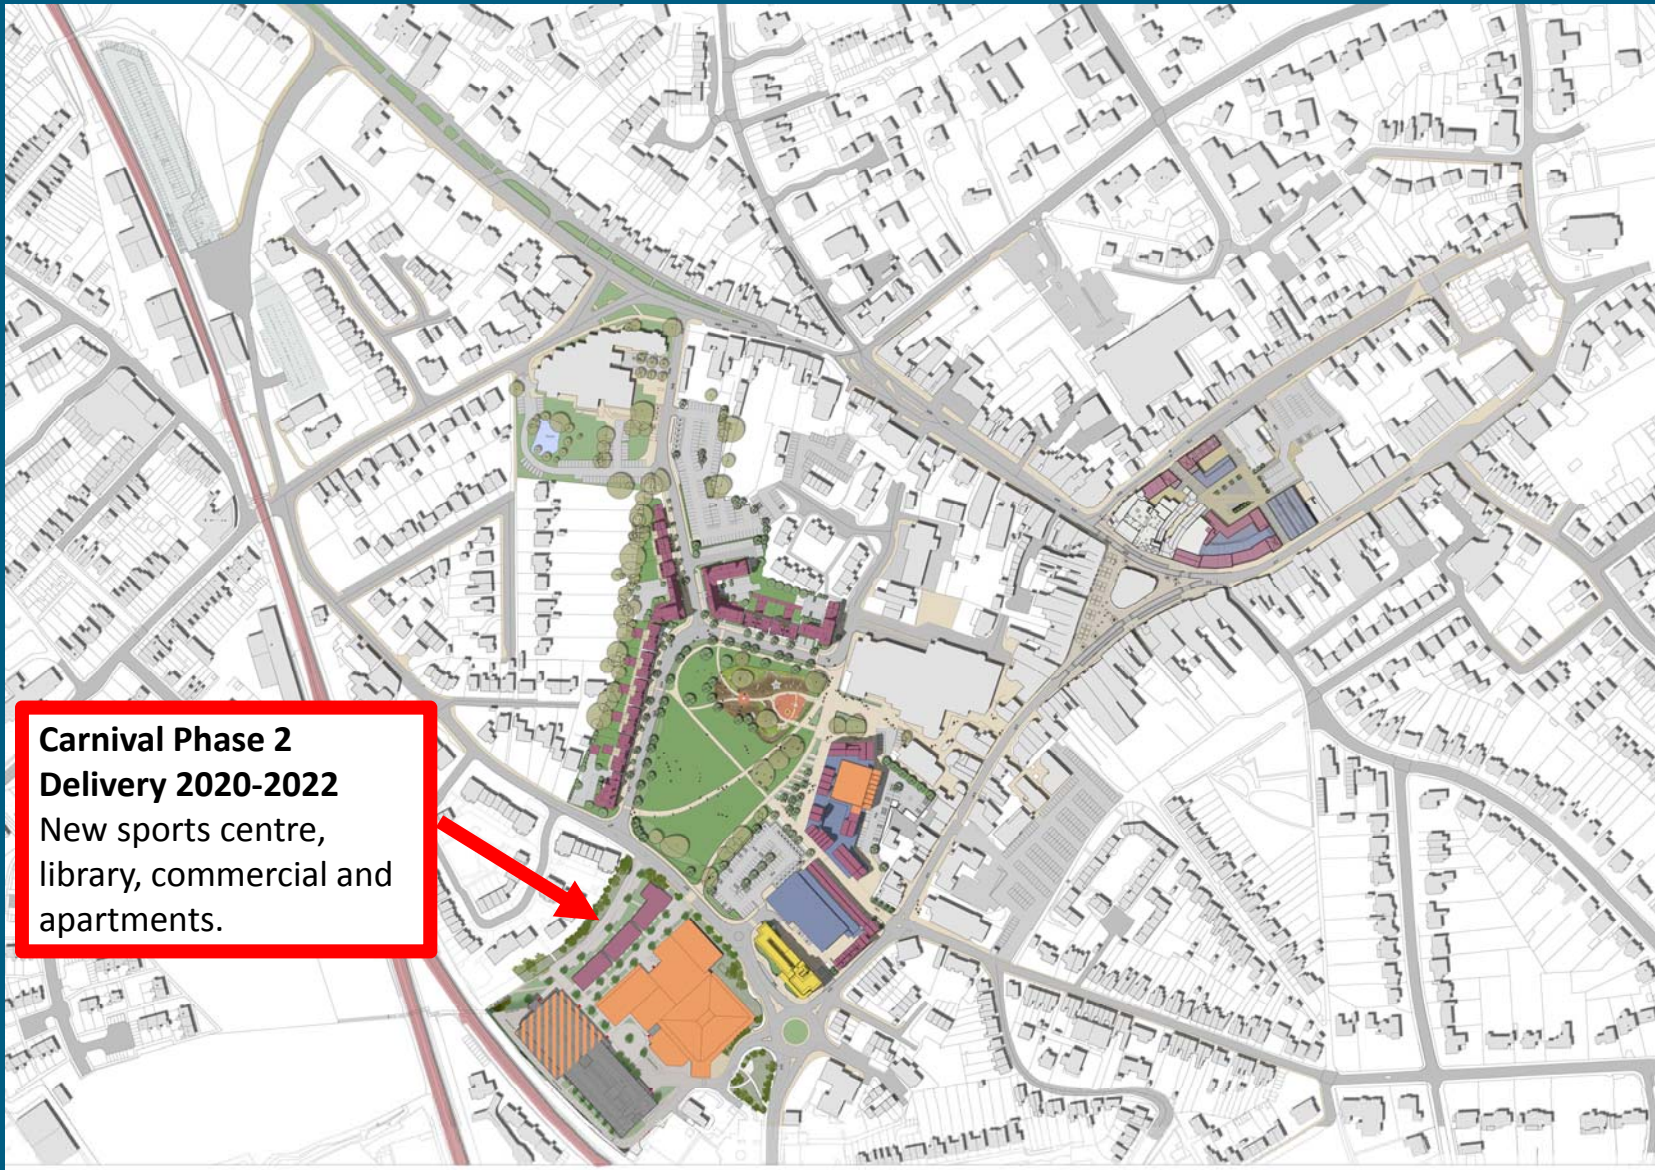 Carnival Phase 2
Delivery 2020-2022
New sports centre,
library, commercial and
apartments.